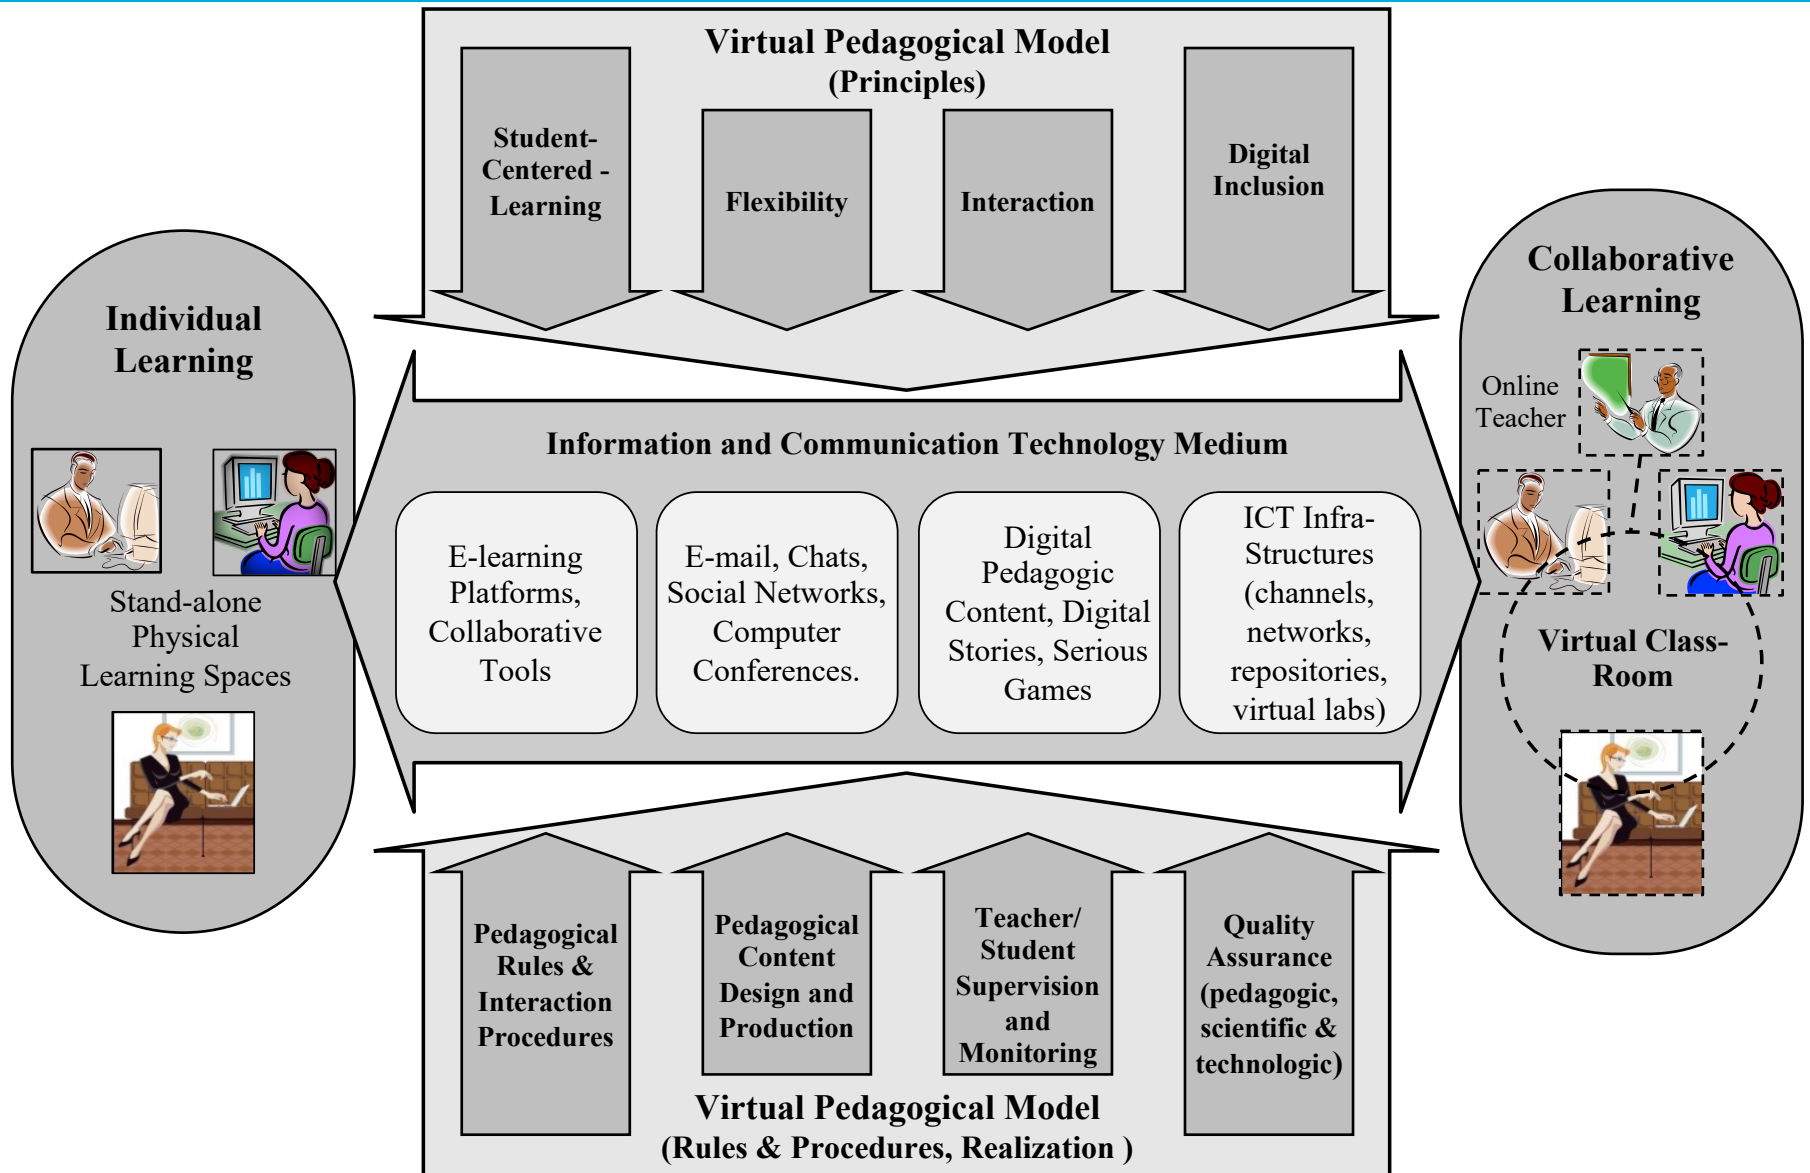 Virtual Pedagogical Model
(Principles)
Student-
Centered -
Learning
Flexibility
Interaction
Digital
Inclusion
Individual
Learning
Stand-alone
Physical
Learning Spaces
Information and Communication Technology Medium
E-learning
Platforms,
Collaborative
Tools
E-mail, Chats,
Social Networks,
Computer
Conferences.
Digital
Pedagogic
Content, Digital
Stories, Serious
Games
ICT Infra-
Structures
(channels,
networks,
repositories,
virtual labs)
Collaborative
Learning
Online
Teacher
Virtual Class-
Room
Pedagogical
Rules &
Interaction
Procedures
Pedagogical
Content
Design and
Production
Teacher/
Student
Supervision
and
Monitoring
Quality
Assurance
(pedagogic,
scientific &
technologic)
Virtual Pedagogical Model
(Rules & Procedures, Realization )